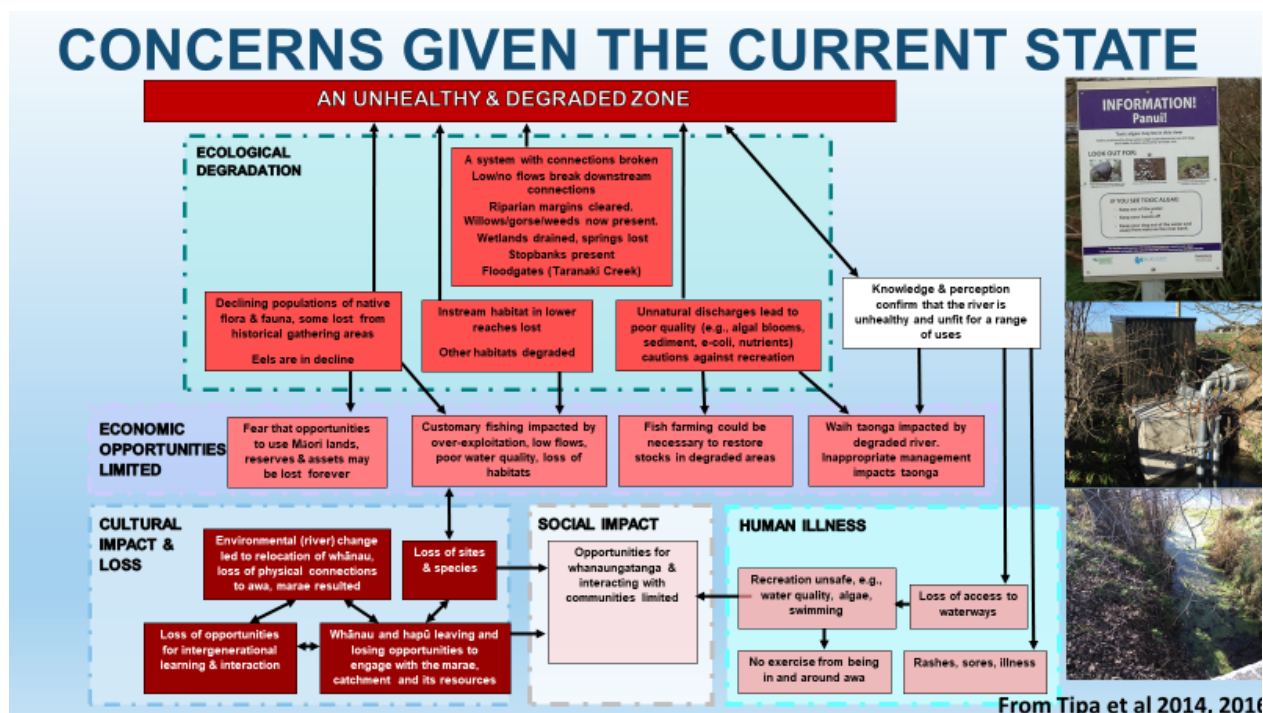 CONCERNS GIVEN THE CURRENT STATE
AN UNHEALTHY & DEGRADED ZONE
ECOLOGICAL
DEGRADATION
A system with connections broken
Low/no flows break downstream
connections
Riparian margins cleared.
Willows/gorse/weeds now present.
Wetlands drained, springs lost
Stopbanks present
Floodgates (Taranaki Creek)
Declining populations of native
flora & fauna, some lost from
historical gathering areas
Eels are in decline
Instream habitat in lower
reaches lost
Other habitats degraded
Unnatural discharges lead to
poor quality (e.g., algal blooms,
sediment, e-coli, nutrients)
cautions against recreation
Knowledge & perception
confirm that the river is
unhealthy and unfit for a range
of uses
ECONOMIC
OPPORTUNITIES
LIMITED
Fear that opportunities
to use Māori lands,
reserves & assets may
be lost forever
Customary fishing impacted by
over-exploitation, low flows,
poor water quality, loss of
habitats
Fish farming could be
necessary to restore
stocks in degraded areas
Waih taonga impacted by
degraded river.
Inappropriate management
impacts taonga
CULTURAL
IMPACT &
LOSS
Environmental (river) change
led to relocation of whānau,
loss of physical connections
to awa, marae resulted
Loss of sites
& species
Loss of opportunities
for intergenerational
learning & interaction
Whānau and hapū leaving and
losing opportunities to
engage with the marae,
catchment and its resources
SOCIAL IMPACT
Opportunities for
whanaungatanga &
interacting with
communities limited
HUMAN ILLNESS
Recreation unsafe, e.g.,
water quality, algae,
swimming
Loss of access to
waterways
No exercise from being
in and around awa
Rashes, sores, illness
INFORMATION!
Panui!
LOOK OUT FOR:
IF YOU SEE TOXIC ALGAE:
Keep out of the water
Keep your hands off
From Tipa et al 2014, 2016